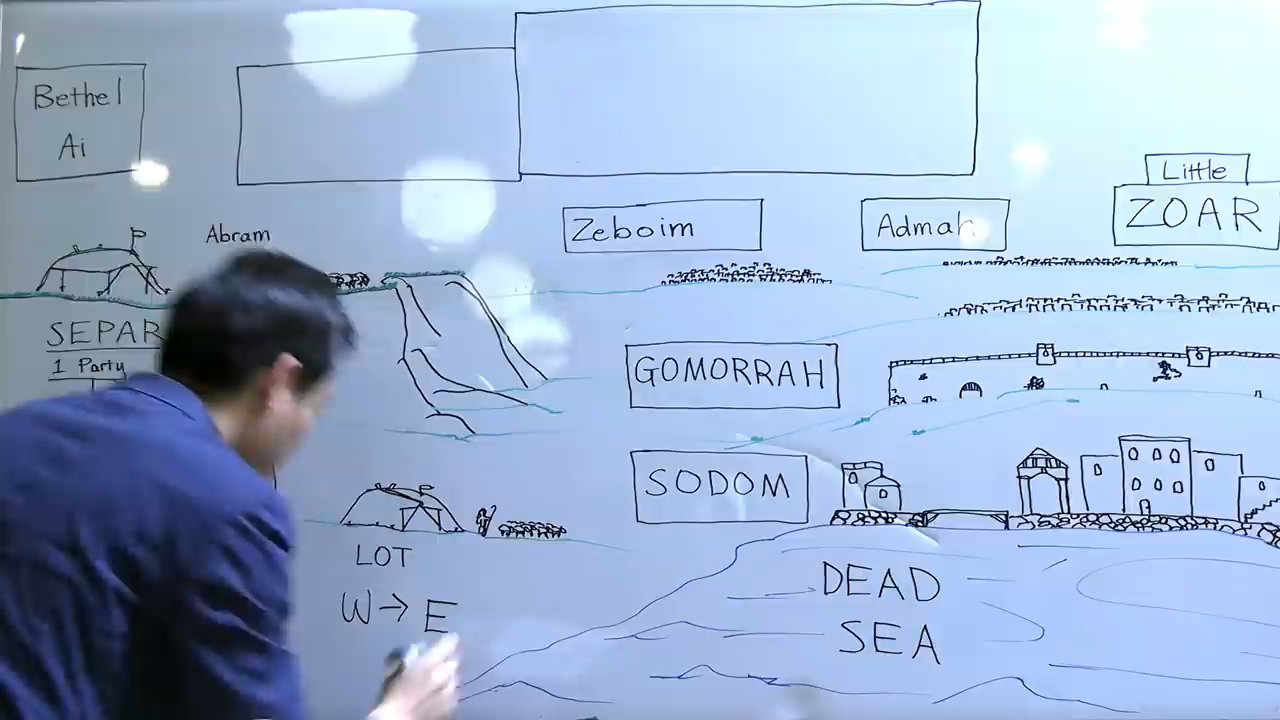 Bethel
Ai
Little
ZOAR
Zeboim
Admah
Abram
SEPAR
1 Party
GOMORRAH
SODOM
LOT
W → E
DEAD
SEA